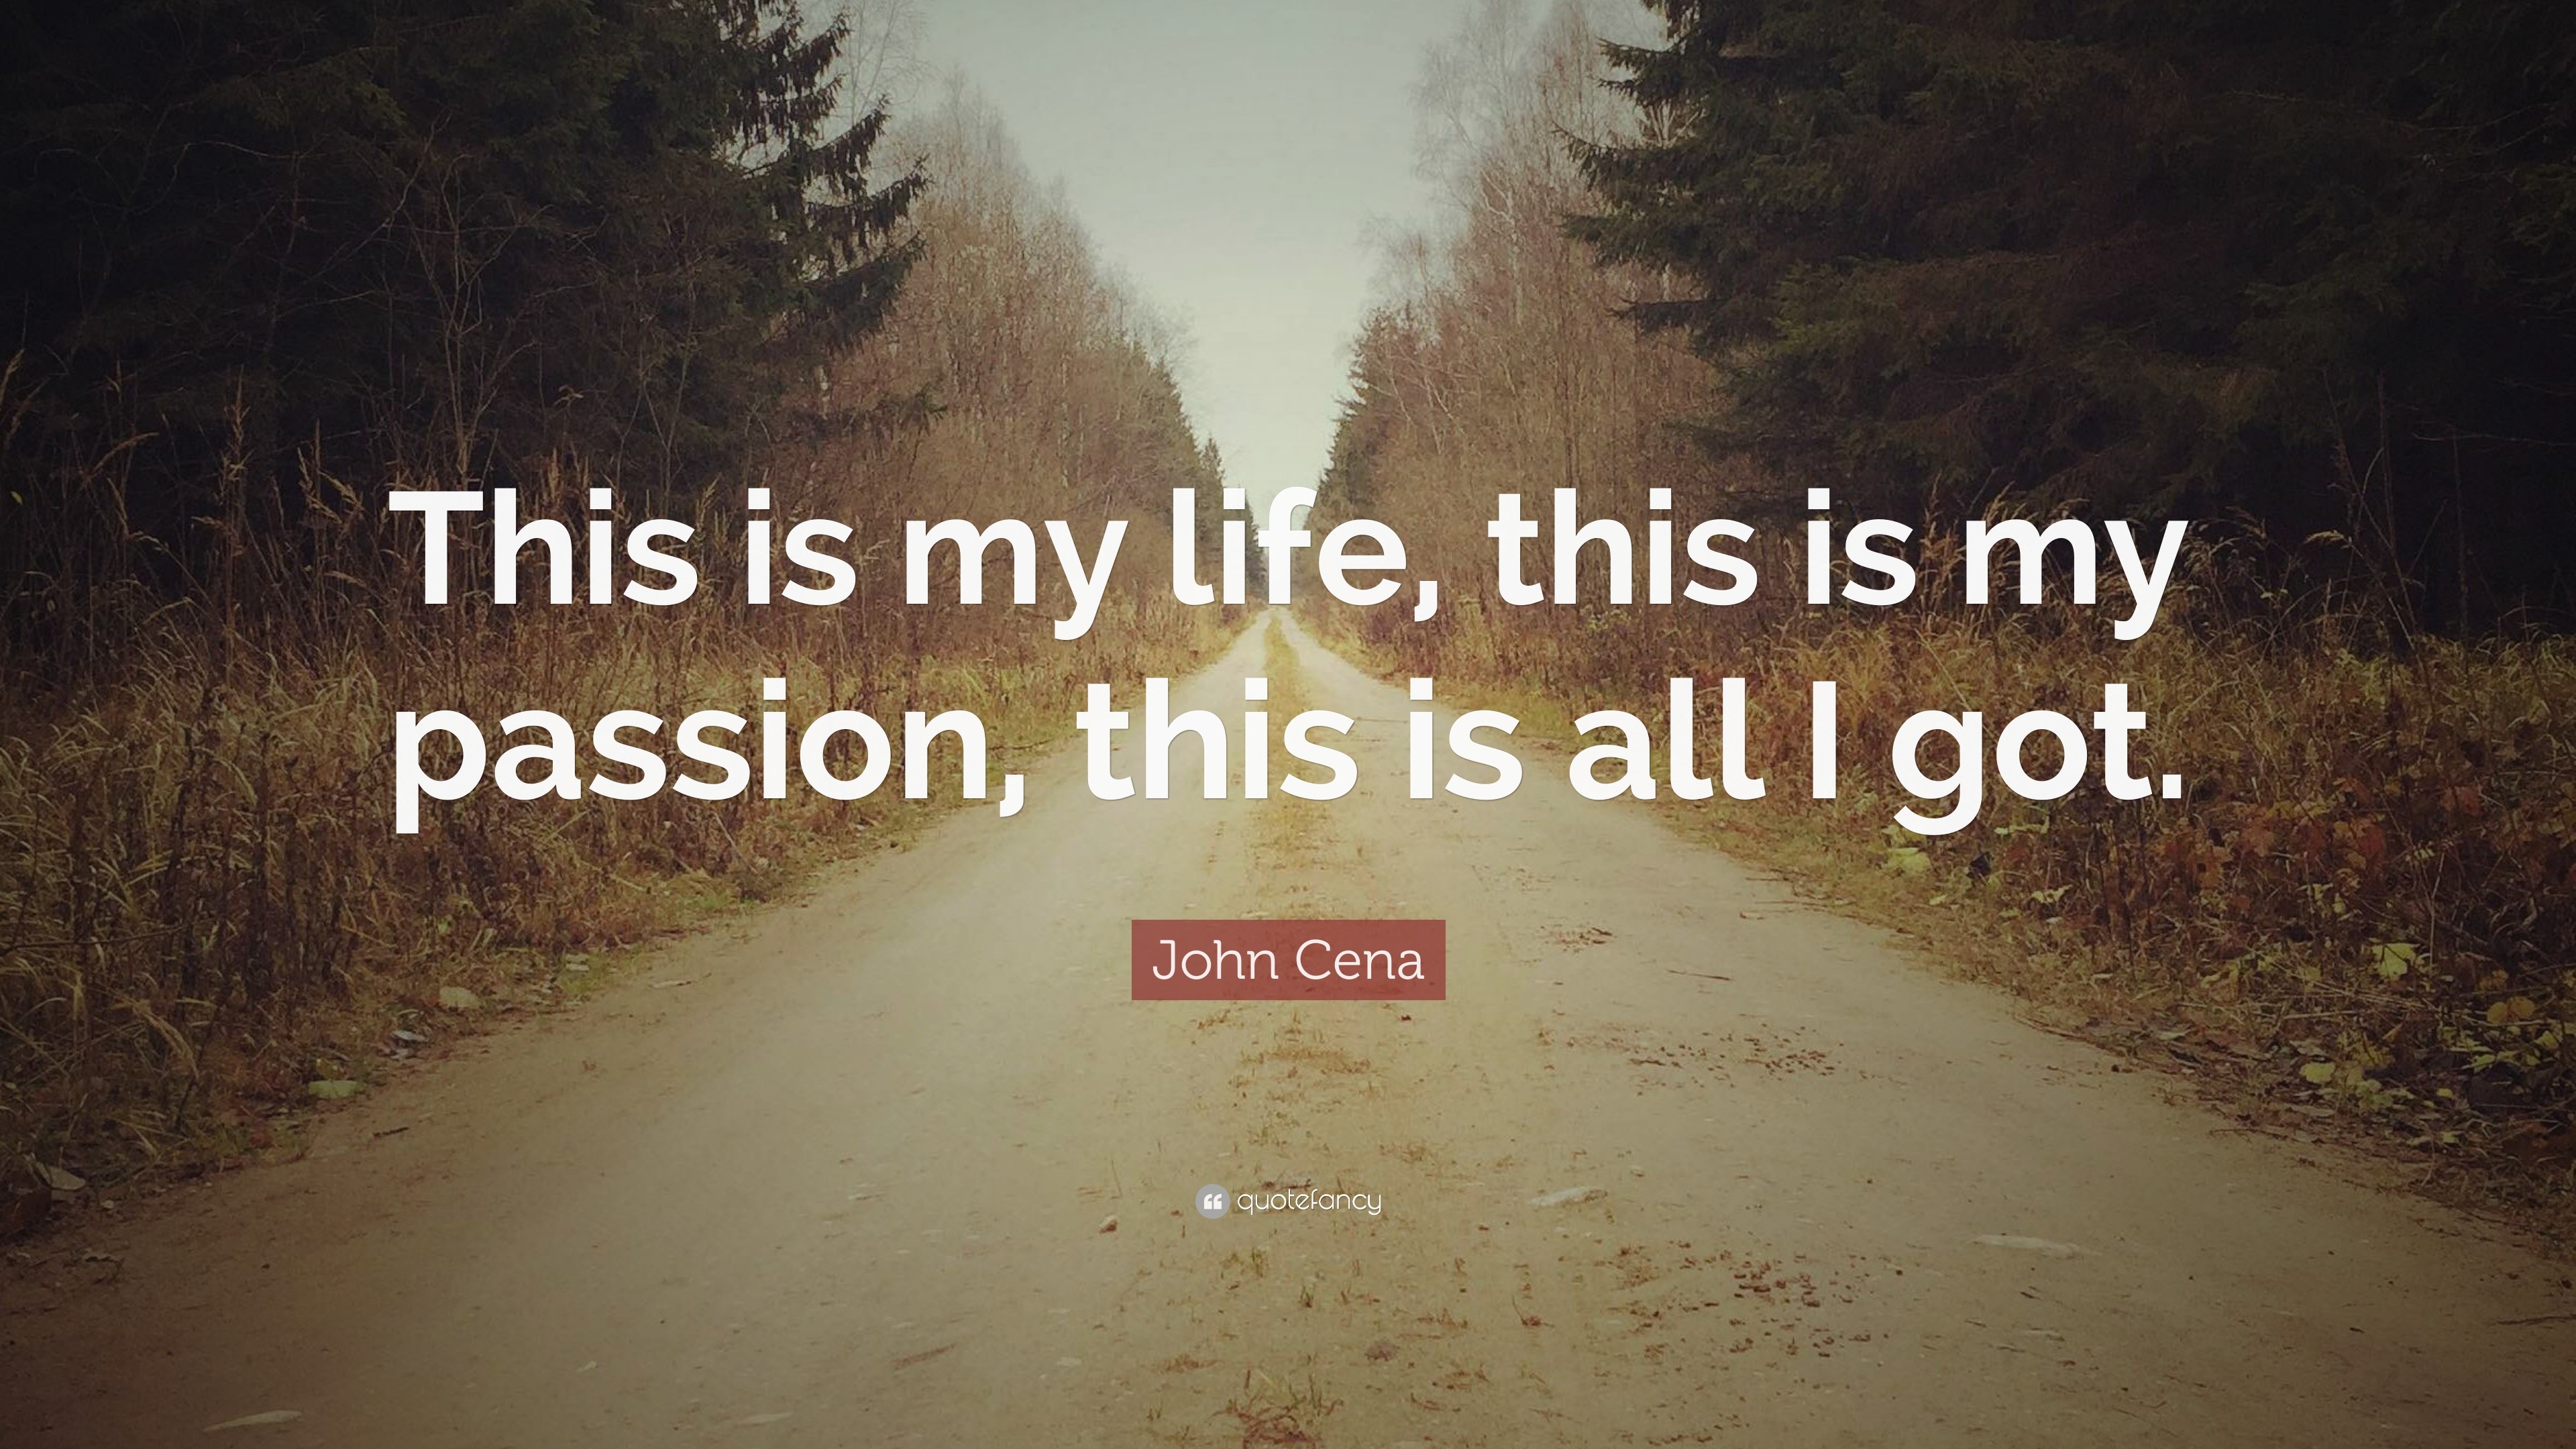 This is my life, this is my
passion, this is all I got.
John Cena
quotefancy